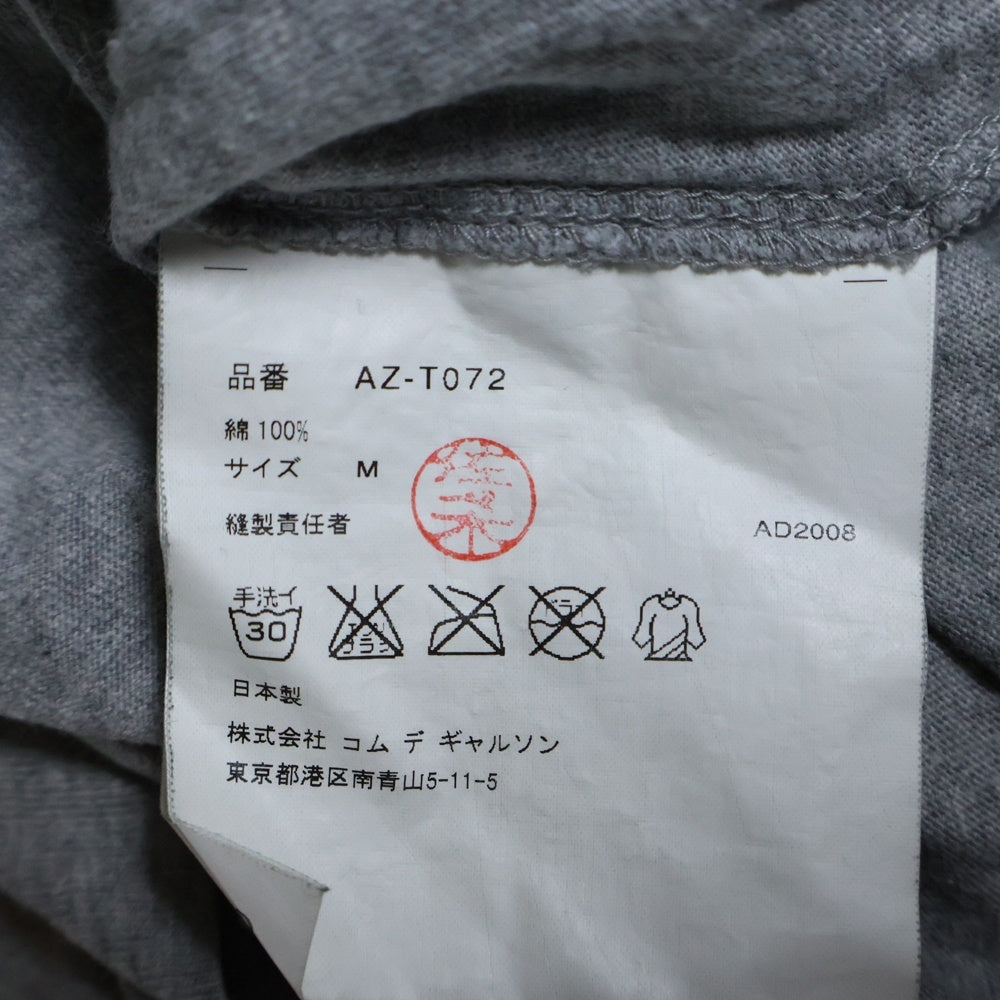 品番 AZ-T072
綿 100%
サイズ M
縫製責任者
AD2008
手洗イ
30
日本製
株式会社 コム デ ギャルソン
東京都港区南青山5-11-5